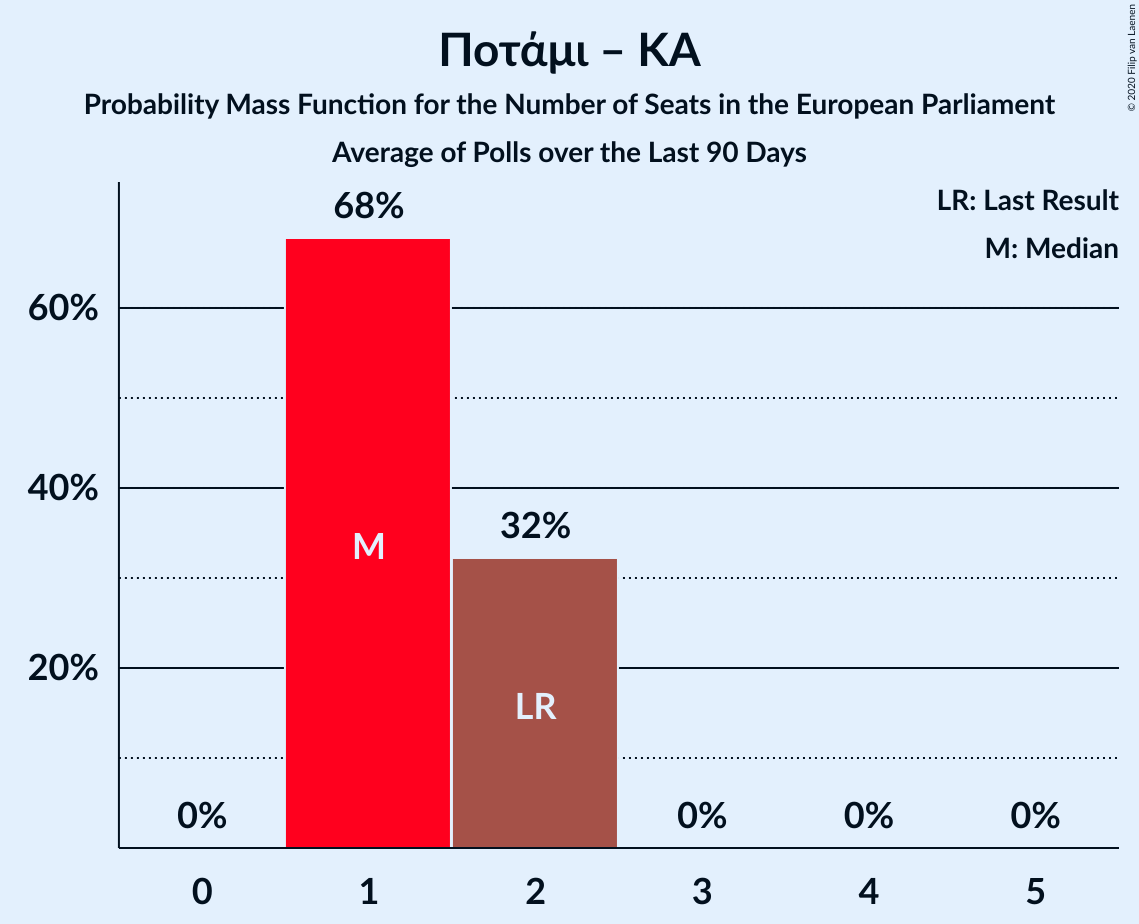 Ποτάμι – ΚΑ
Probability Mass Function for the Number of Seats in the European Parliament
Average of Polls over the Last 90 Days
© 2020 Filip van Laenen
LR: Last Result
M: Median
68%
60%
40%
32%
M
20%
LR
0%
0%
0%
0%
0
1
2
3
4
5